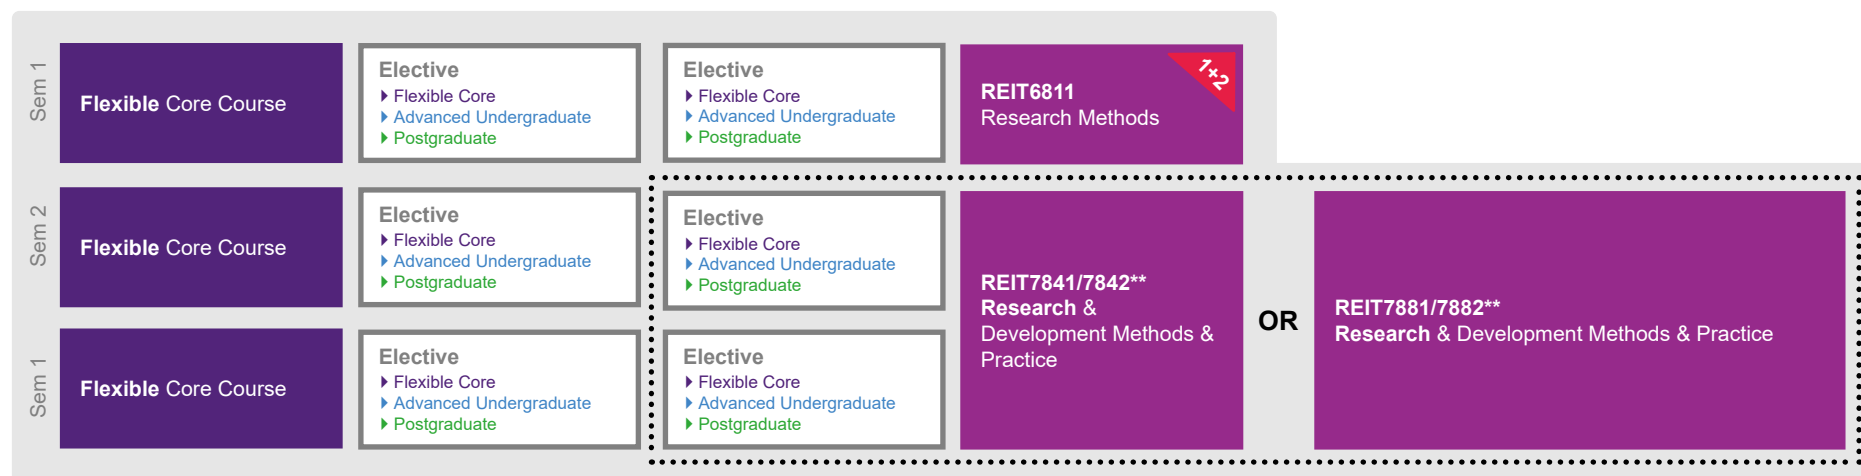 Sem 1
Flexible Core Course
Elective
Flexible Core
Advanced Undergraduate
Postgraduate
Elective
Flexible Core
Advanced Undergraduate
Postgraduate
REIT6811
Research Methods
1+2
Sem 2
Flexible Core Course
Elective
Flexible Core
Advanced Undergraduate
Postgraduate
Elective
Flexible Core
Advanced Undergraduate
Postgraduate
REIT7841/7842**
Research &
Development Methods &
Practice
OR
REIT7881/7882**
Research & Development Methods & Practice
Sem 1
Flexible Core Course
Elective
Flexible Core
Advanced Undergraduate
Postgraduate
Elective
Flexible Core
Advanced Undergraduate
Postgraduate